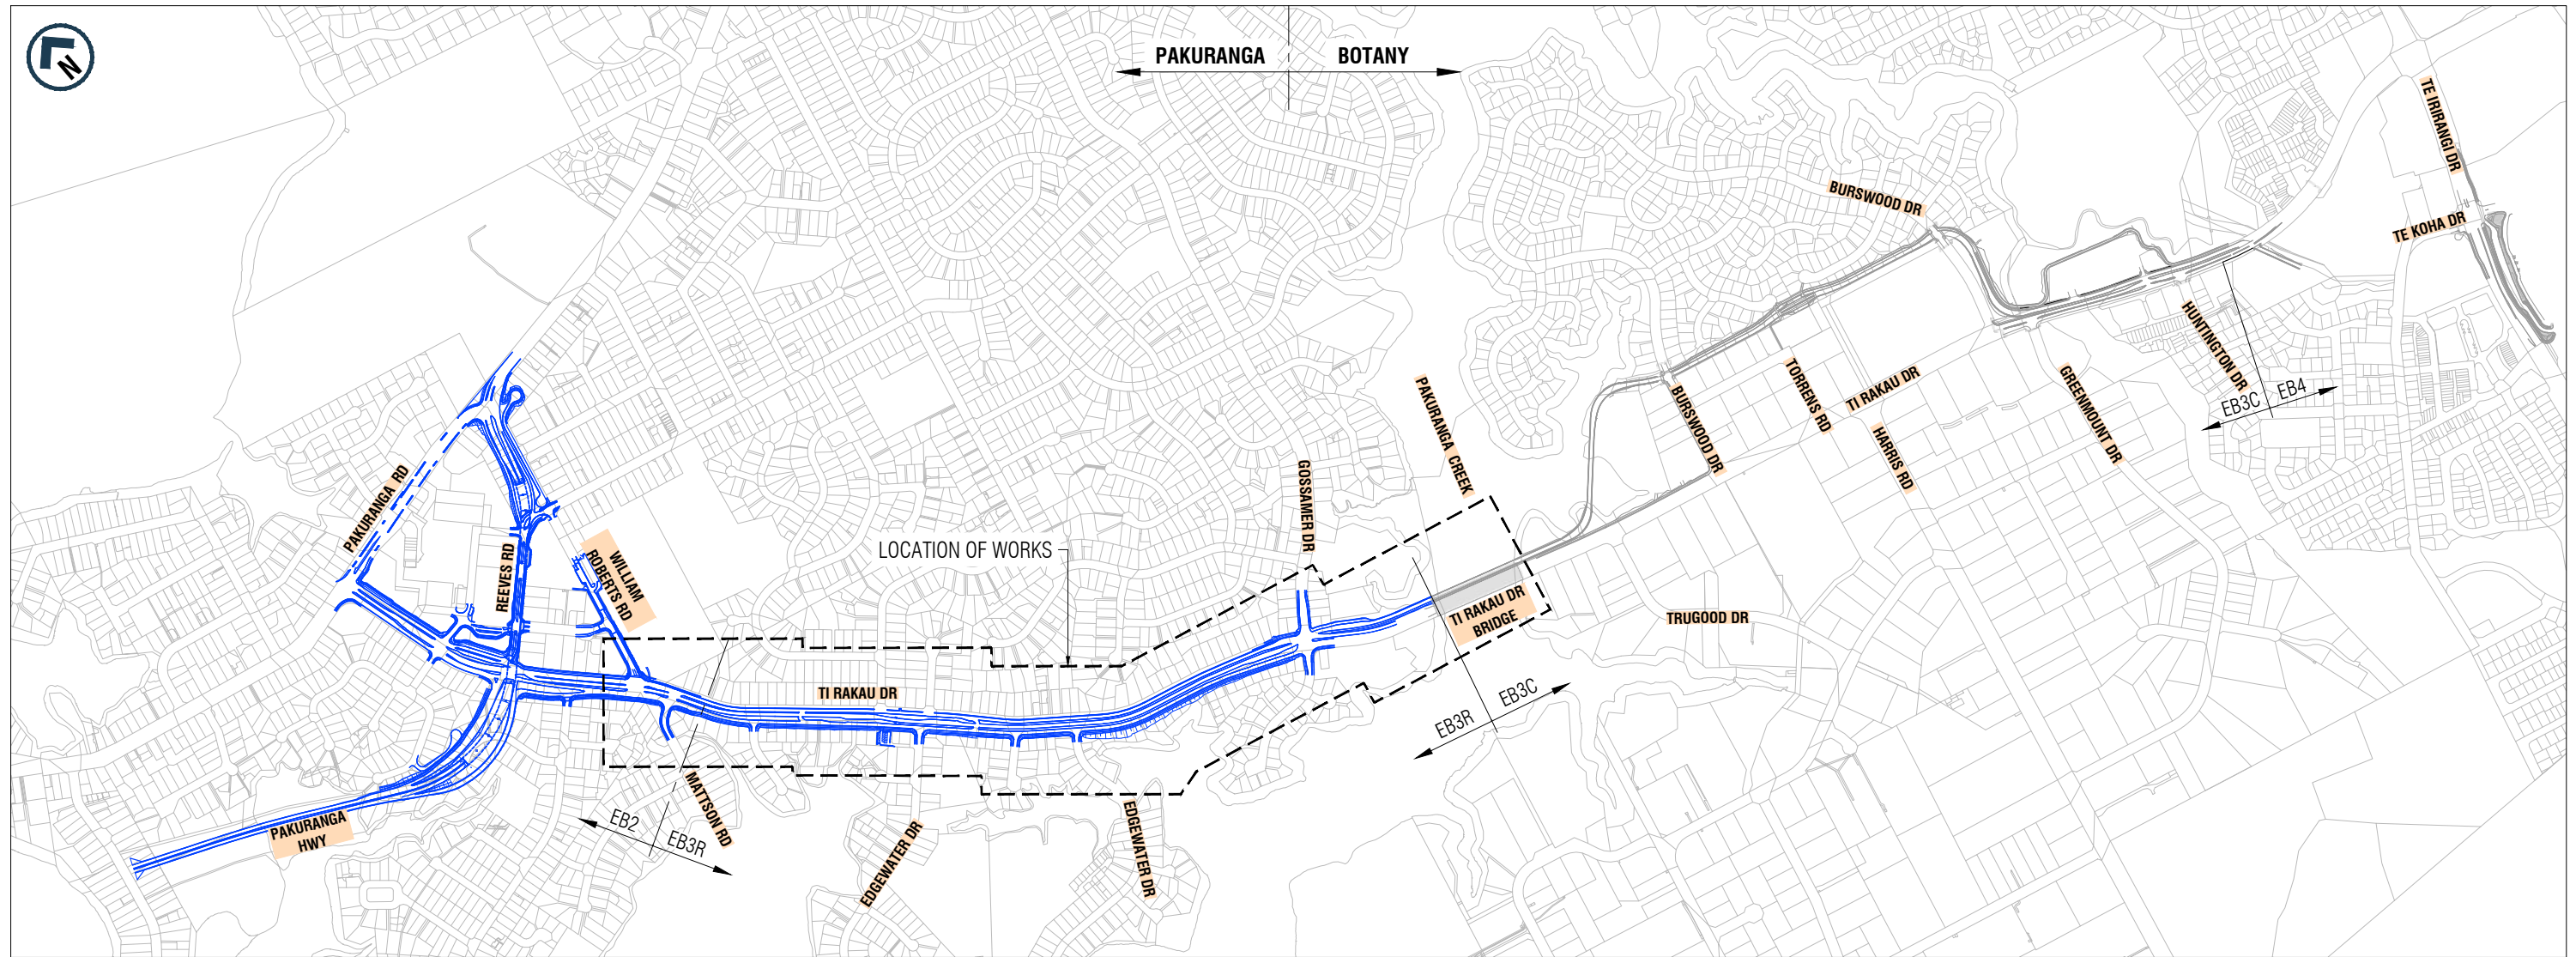 N
PAKURANGA
BOTANY
TE IRIRANGI DR
BURSWOOD DR
TE KOHA DR
HUNTINGTON DR
EB3C
EB4
PAKURANGA CREEK
BURSWOOD DR
TORRENS RD
TI RAKAU DR
HARRIS RD
GREENMOUNT DR
PAKURANGA RD
GOSSAMER DR
REEVES RD
WILLIAM
ROBERTS RD
LOCATION OF WORKS
TI RAKAU DR
BRIDGE
TRUGOOD DR
TI RAKAU DR
EB3R
EB3C
PAKURANGA
HWY
EB2
EB3R
MATTSON RD
EDGEWATER DR
EDGEWATER DR